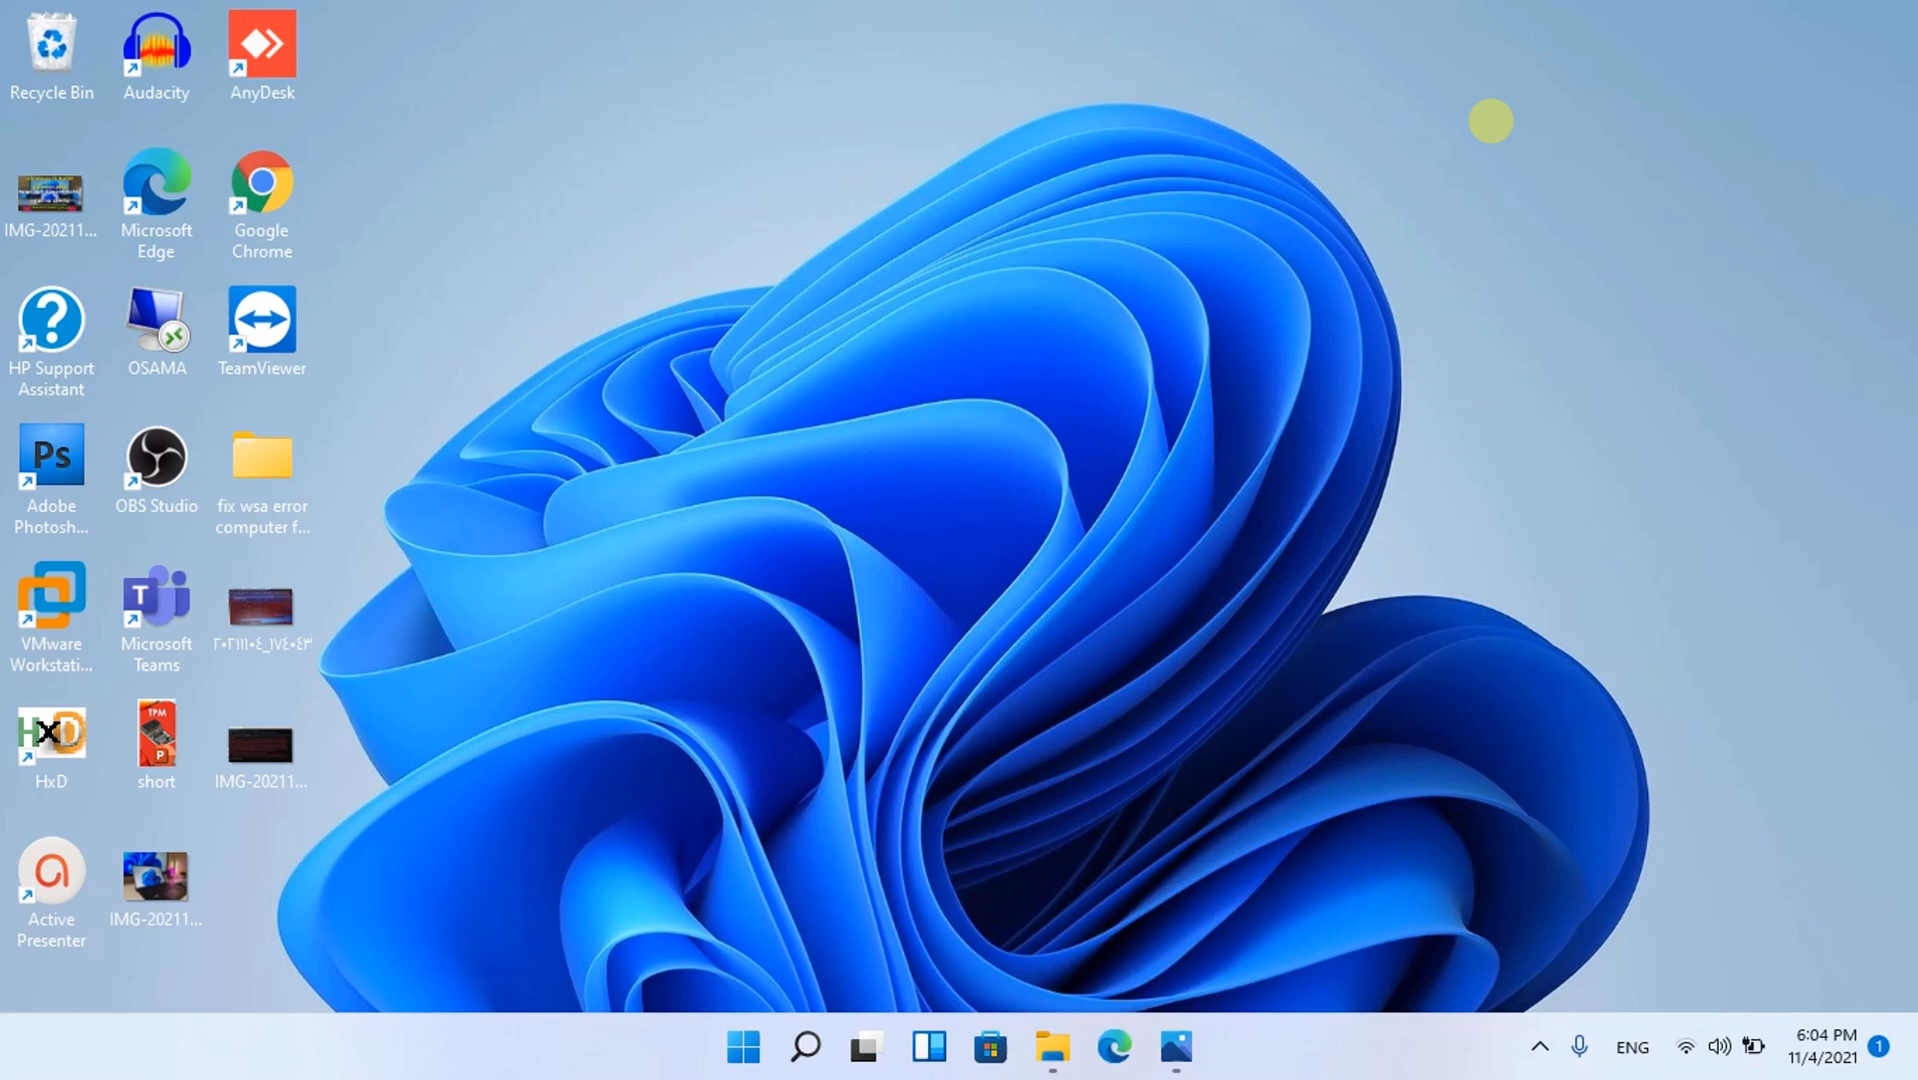 Recycle Bin
Audacity
AnyDesk
IMG-20211...
Microsoft
Edge
Google
Chrome
HP Support
Assistant
OSAMA
TeamViewer
Ps
Adobe
Photosh...
OBS Studio
fix wsa error
computer f...
VMware
Workstati...
T
Microsoft
Teams
٢٠٢١١١٠٤_١٧٤٠٤٣
HxD
HxD
TPM
P
short
IMG-20211...
Active
Presenter
IMG-20211...
ENG
6:04 PM
11/4/2021
1